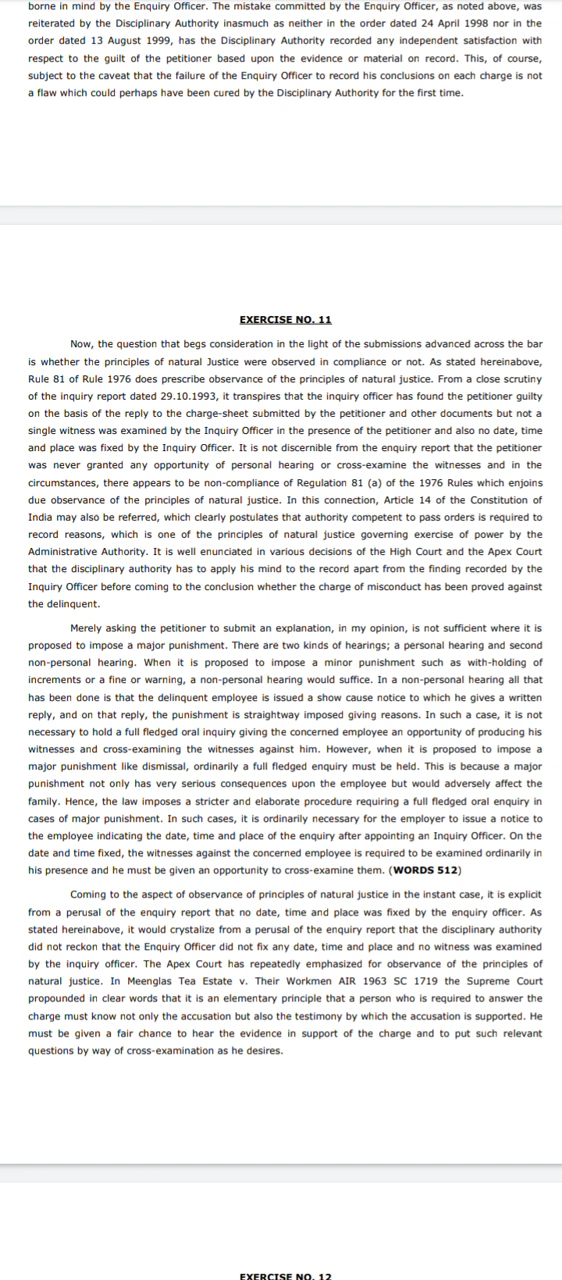 borne in mind by the Enquiry Officer. The mistake committed by the Enquiry Officer, as noted above, was
reiterated by the Disciplinary Authority inasmuch as neither in the order dated 24 April 1998 nor in the
order dated 13 August 1999, has the Disciplinary Authority recorded any independent satisfaction with
respect to the guilt of the petitioner based upon the evidence or material on record. This, of course,
subject to the caveat that the failure of the Enquiry Officer to record his conclusions on each charge is not
a flaw which could perhaps have been cured by the Disciplinary Authority for the first time.
EXERCISE NO. 11
Now, the question that begs consideration in the light of the submissions advanced across the bar
is whether the principles of natural Justice were observed in compliance or not. As stated hereinabove,
Rule 81 of Rule 1976 does prescribe observance of the principles of natural justice. From a close scrutiny
of the inquiry report dated 29.10.1993, it transpires that the inquiry officer has found the petitioner guilty
on the basis of the reply to the charge-sheet submitted by the petitioner and other documents but not a
single witness was examined by the Inquiry Officer in the presence of the petitioner and also no date, time
and place was fixed by the Inquiry Officer. It is not discernible from the enquiry report that the petitioner
was never granted any opportunity of personal hearing or cross-examine the witnesses and in the
circumstances, there appears to be non-compliance of Regulation 81 (a) of the 1976 Rules which enjoins
due observance of the principles of natural justice. In this connection, Article 14 of the Constitution of
India may also be referred, which clearly postulates that authority competent to pass orders is required to
record reasons, which is one of the principles of natural justice governing exercise of power by the
Administrative Authority. It is well enunciated in various decisions of the High Court and the Apex Court
that the disciplinary authority has to apply his mind to the record apart from the finding recorded by the
Inquiry Officer before coming to the conclusion whether the charge of misconduct has been proved against
the delinquent.
Merely asking the petitioner to submit an explanation, in my opinion, is not sufficient where it is
proposed to impose a major punishment. There are two kinds of hearings; a personal hearing and second
non-personal hearing. When it is proposed to impose a minor punishment such as with-holding of
increments or a fine or warning, a non-personal hearing would suffice. In a non-personal hearing all that
has been done is that the delinquent employee is issued a show cause notice to which he gives a written
reply, and on that reply, the punishment is straightway imposed giving reasons. In such a case, it is not
necessary to hold a full fledged oral inquiry giving the concerned employee an opportunity of producing his
witnesses and cross-examining the witnesses against him. However, when it is proposed to impose a
major punishment like dismissal, ordinarily a full fledged enquiry must be held. This is because a major
punishment not only has very serious consequences upon the employee but would adversely affect the
family. Hence, the law imposes a stricter and elaborate procedure requiring a full fledged oral enquiry in
cases of major punishment. In such cases, it is ordinarily necessary for the employer to issue a notice to
the employee indicating the date, time and place of the enquiry after appointing an Inquiry Officer. On the
date and time fixed, the witnesses against the concerned employee is required to be examined ordinarily in
his presence and he must be given an opportunity to cross-examine them. (WORDS 512)
Coming to the aspect of observance of principles of natural justice in the instant case, it is explicit
from a perusal of the enquiry report that no date, time and place was fixed by the enquiry officer. As
stated hereinabove, it would crystalize from a perusal of the enquiry report that the disciplinary authority
did not reckon that the Enquiry Officer did not fix any date, time and place and no witness was examined
by the inquiry officer. The Apex Court has repeatedly emphasized for observance of the principles of
natural justice. In Meenglas Tea Estate v. Their Workmen AIR 1963 SC 1719 the Supreme Court
propounded in clear words that it is an elementary principle that a person who is required to answer the
charge must know not only the accusation but also the testimony by which the accusation is supported. He
must be given a fair chance to hear the evidence in support of the charge and to put such relevant
questions by way of cross-examination as he desires.
EXERCISE NO. 12